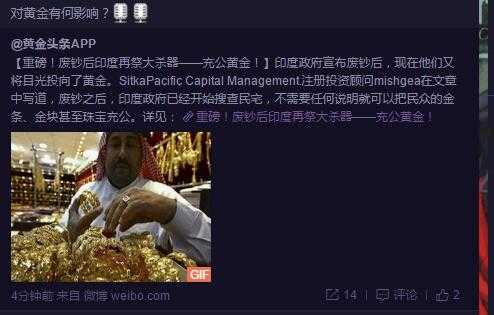 对黄金有何影响？
@黄金头条APP
【重磅！废钞后印度再祭大杀器——充公黄金！】印度政府宣布废钞后，现在他们又
将目光投向了黄金。SitkaPacific Capital Management注册投资顾问mishgea在文章
中写道，废钞之后，印度政府已经开始搜查民宅，不需要任何说明就可以把民众的金
条、金块甚至珠宝充公。详见： 重磅！废钞后印度再祭大杀器——充公黄金！
GIF
4分钟前 来自 微博 weibo.com
14 评论 2